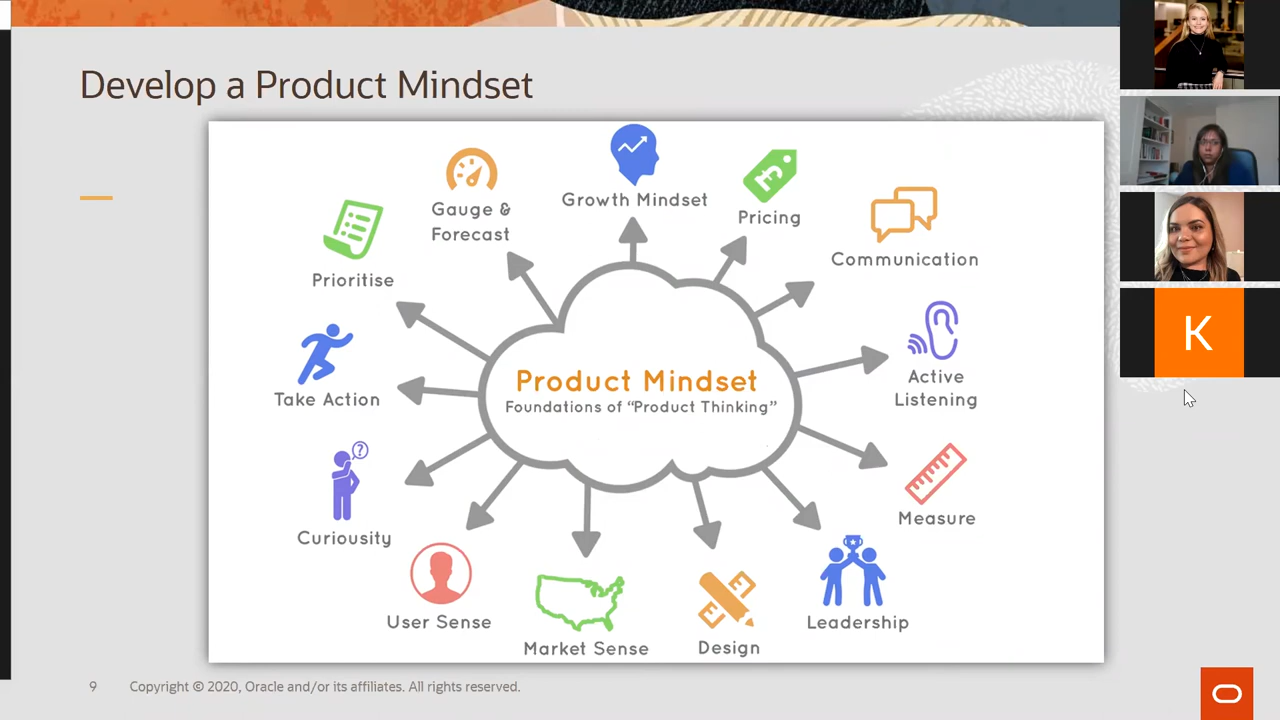 Develop a Product Mindset
Growth Mindset
Gauge &
Forecast
Pricing
Prioritise
Communication
Take Action
Product Mindset
Foundations of “Product Thinking”
Active
Listening
Curiousity
Measure
User Sense
Market Sense
Design
Leadership
K
?
£
9
Copyright © 2020, Oracle and/or its affiliates. All rights reserved.